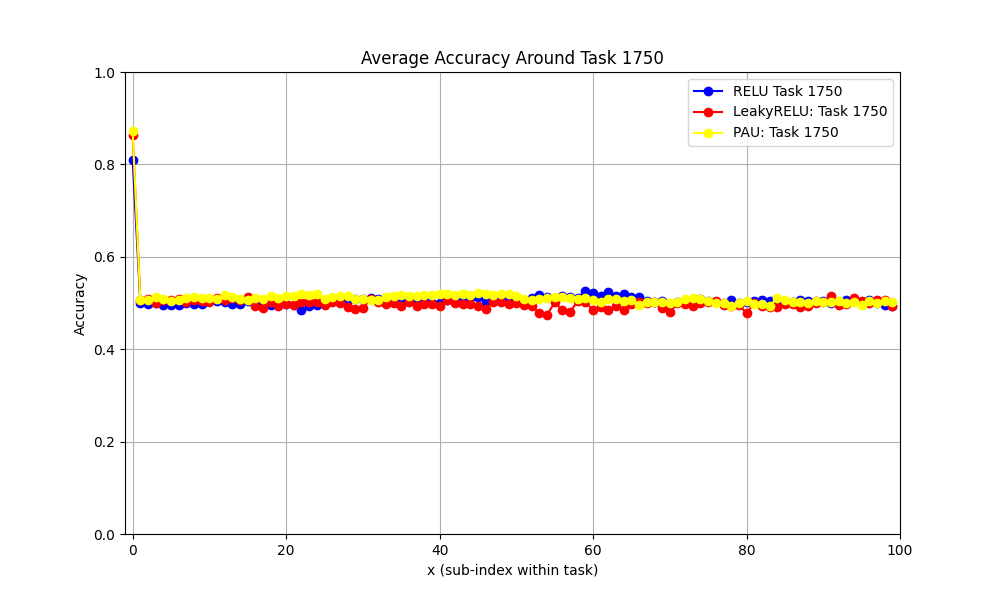 Average Accuracy Around Task 1750
1.0
0.8
0.6
0.4
0.2
0.0
Accuracy
RELU Task 1750
LeakyRELU: Task 1750
PAU: Task 1750
0 20 40 60 80 100
x (sub-index within task)